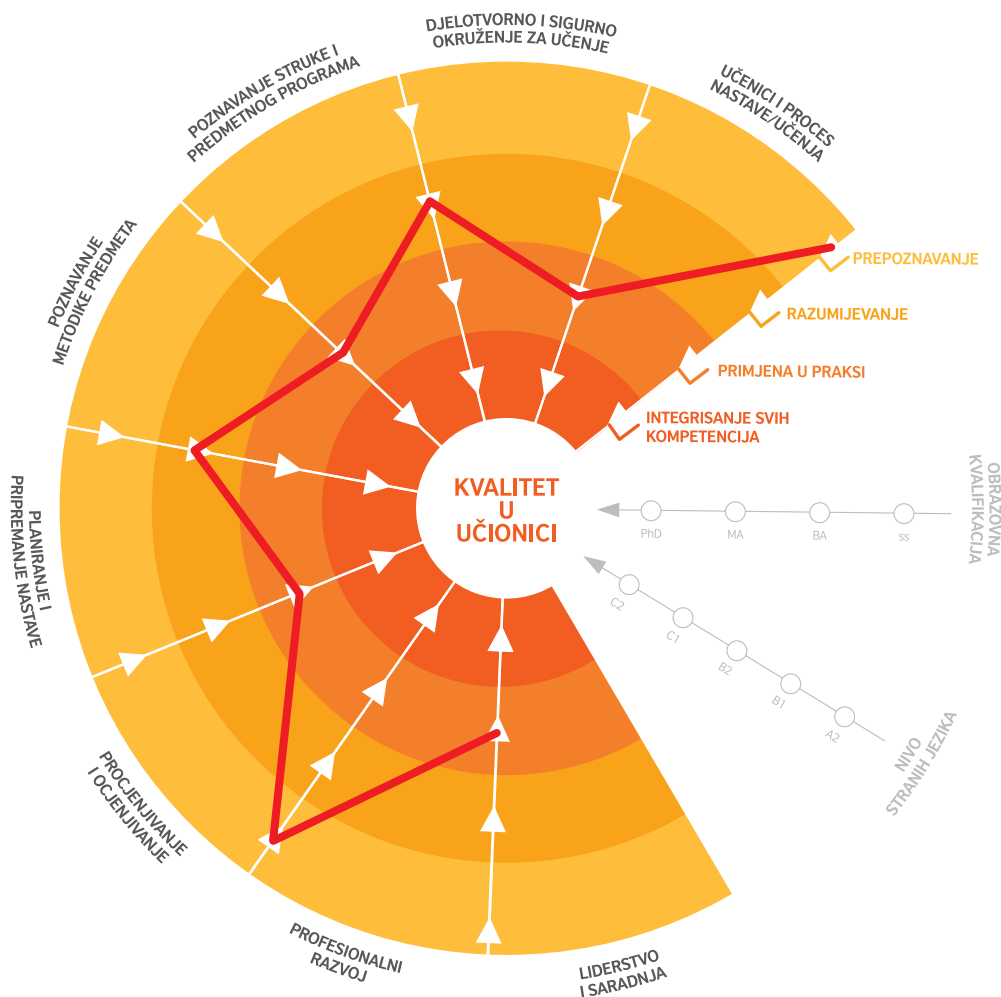 DJELOTVORNO I SIGURNO
OKRUŽENJE ZA UČENJE
UČENICI I PROCES
NASTAVE/UČENJA
POZNAVANJE STRUKE I
PREDMETNOG PROGRAMA
POZNAVANJE
METODIKE PREDMETA
PLANIRANJE I
PRIPREMANJE NASTAVE
PROCJENJIVANJE
I OCJENJIVANJE
PROFESIONALNI
RAZVOJ
LIDERSTVO
I SARADNJA
PREPOZNAVANJE
RAZUMIJEVANJE
PRIMJENA U PRAKSI
INTEGRISANJE SVIH
KOMPETENCIJA
KVALITET
U
UČIONICI
OBRAZOVNA
KVALIFIKACIJA
PhD
MA
BA
ss
C2
C1
B2
B1
A2
NIVO
STRANIH JEZIKA